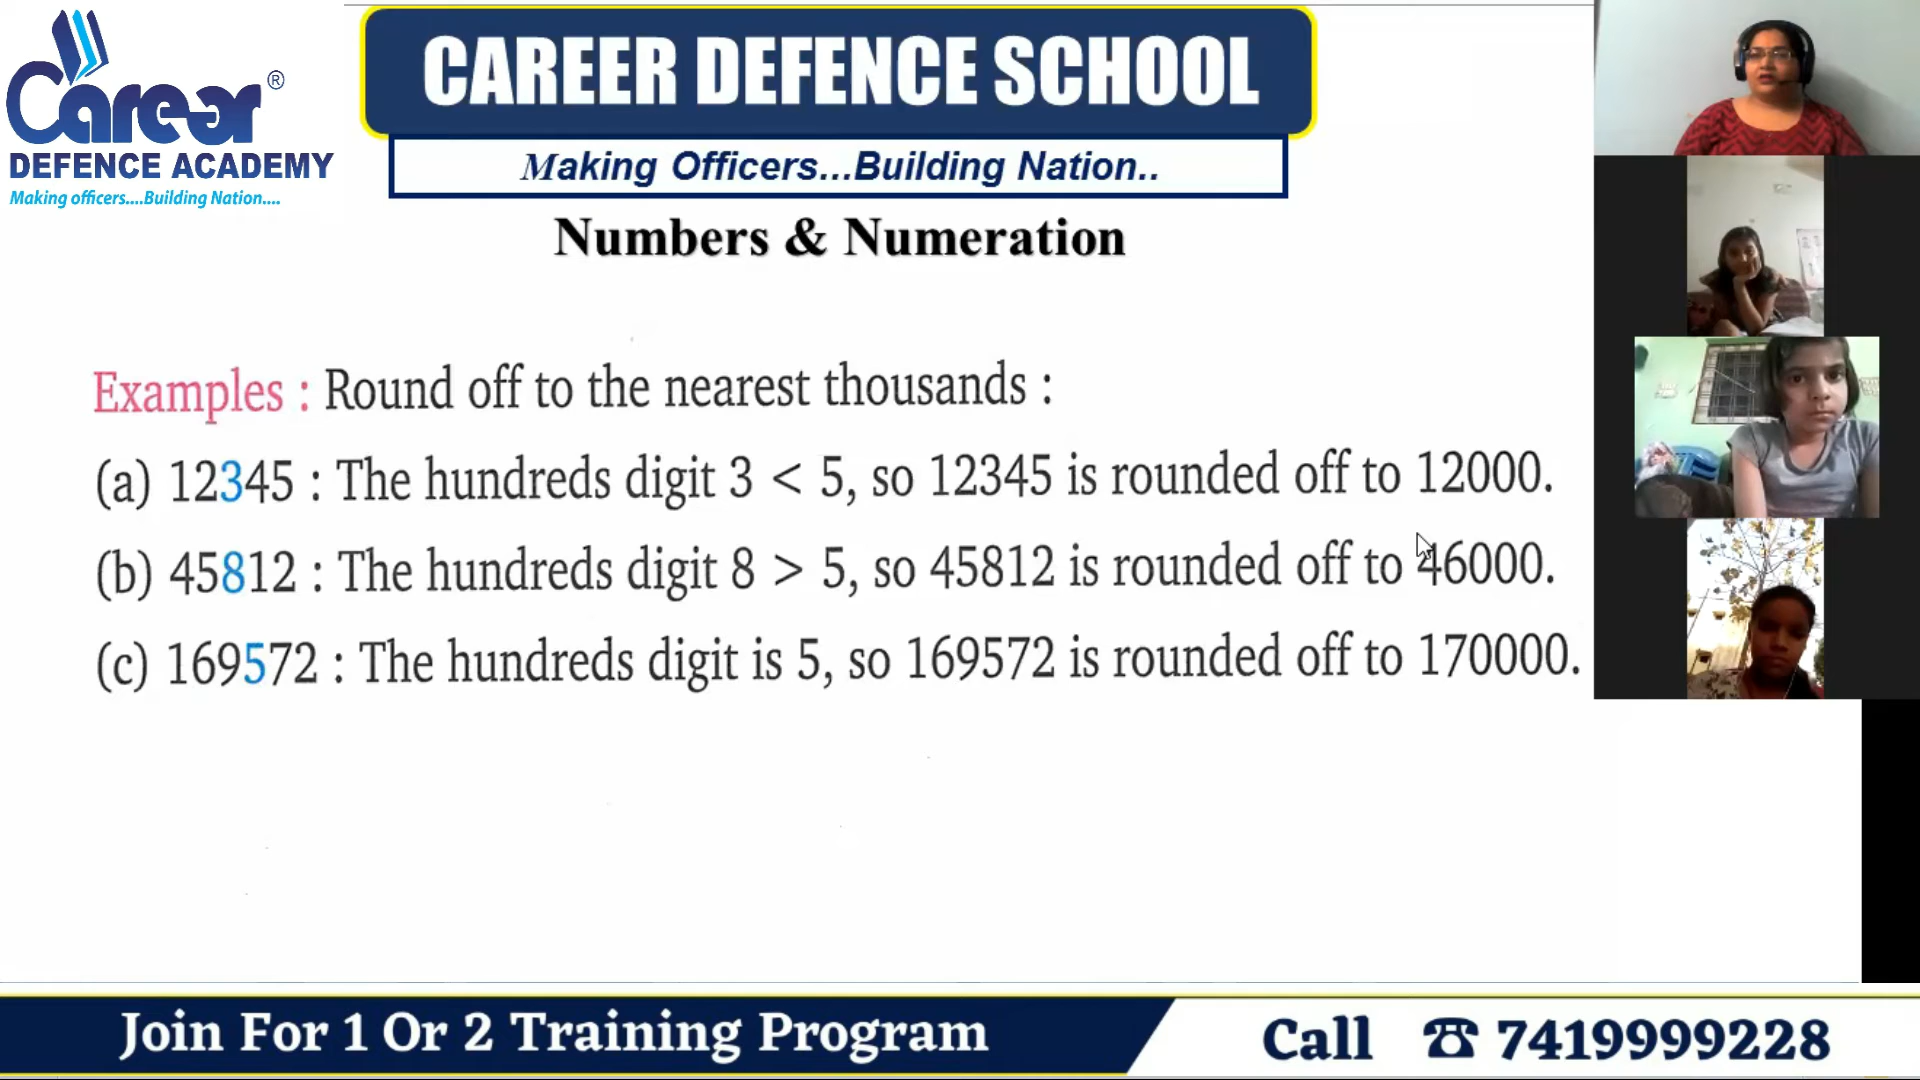 Career ®
DEFENCE ACADEMY
Making officers....Building Nation....
CAREER DEFENCE SCHOOL
Making Officers...Building Nation..
Numbers & Numeration
Examples : Round off to the nearest thousands :
(a) 12345 : The hundreds digit 3 < 5, so 12345 is rounded off to 12000.
(b) 45812 : The hundreds digit 8 > 5, so 45812 is rounded off to 46000.
(c) 169572 : The hundreds digit is 5, so 169572 is rounded off to 170000.
Join For 1 Or 2 Training Program
Call ☎ 7419999228